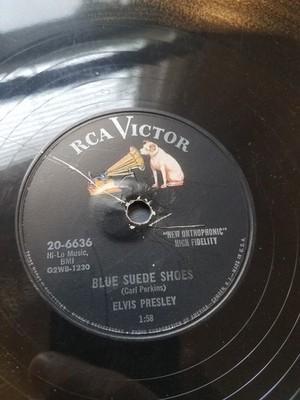 RCA VICTOR
"NEW ORTHOPHONIC"
HIGH FIDELITY
20-6636
Hi-Lo Music,
BMI
G2WB-1230
BLUE SUEDE SHOES
(Carl Perkins)
ELVIS PRESLEY
1:58